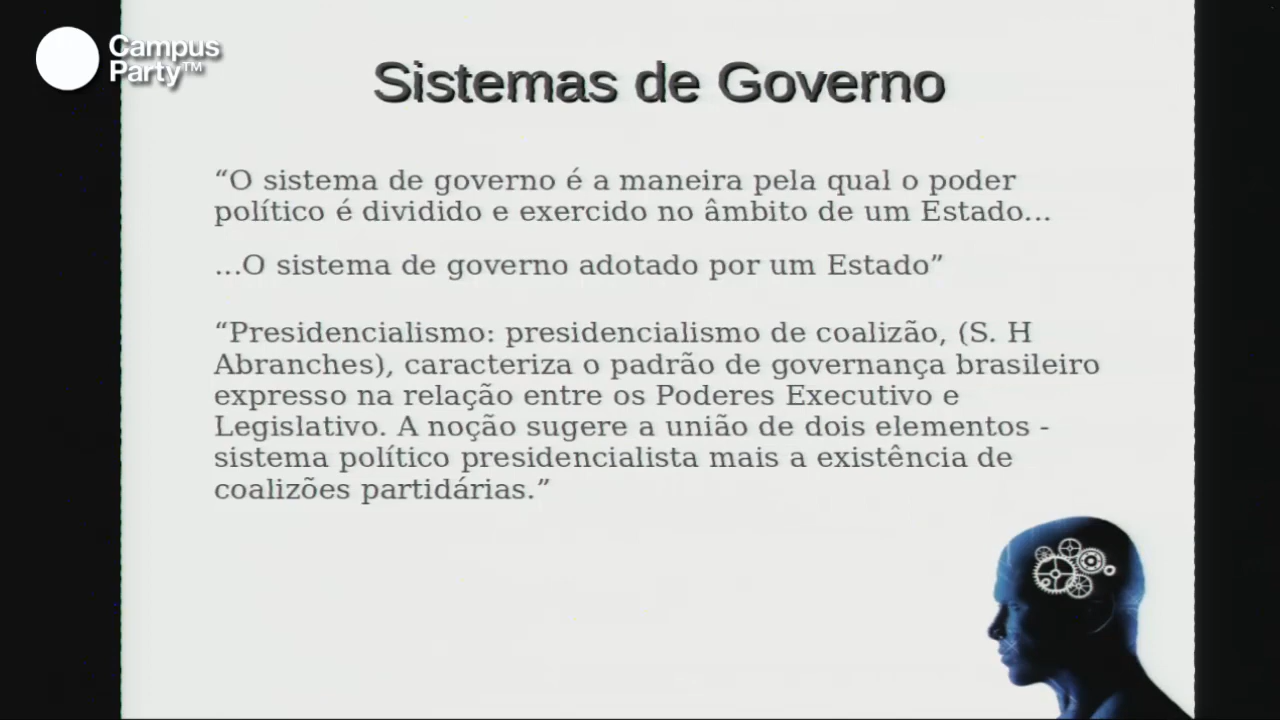 Campus
Party™
Sistemas de Governo
“O sistema de governo é a maneira pela qual o poder
político é dividido e exercido no âmbito de um Estado...
...O sistema de governo adotado por um Estado”
“Presidencialismo: presidencialismo de coalizão, (S. H
Abranches), caracteriza o padrão de governança brasileiro
expresso na relação entre os Poderes Executivo e
Legislativo. A noção sugere a união de dois elementos -
sistema político presidencialista mais a existência de
coalizões partidárias.”